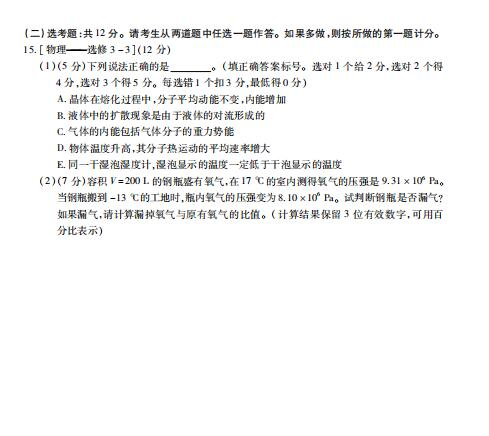 (二)选考题:共 12 分。请考生从两道题中任选一题作答。如果多做,则按所做的第一题计分。
15.[物理——选修 3-3](12 分)
(1)(5 分)下列说法正确的是________。(填正确答案标号。选对 1 个给 2 分,选对 2 个得
4 分,选对 3 个得 5 分。每选错 1 个扣 3 分,最低得 0 分)
A. 晶体在熔化过程中,分子平均动能不变,内能增加
B. 液体中的扩散现象是由于液体的对流形成的
C. 气体的内能包括气体分子的重力势能
D. 物体温度升高,其分子热运动的平均速率增大
E. 同一干湿泡湿度计,湿泡显示的温度一定低于干泡显示的温度
(2)(7 分)容积 V=200 L 的钢瓶盛有氧气,在 17 ℃的室内测得氧气的压强是 9.31×10⁶ Pa。
当钢瓶搬到 -13 ℃的工地时,瓶内氧气的压强变为 8.10×10⁶ Pa。试判断钢瓶是否漏气?
如果漏气,请计算漏掉氧气与原有氧气的比值。(计算结果保留 3 位有效数字,可用百
分比表示)